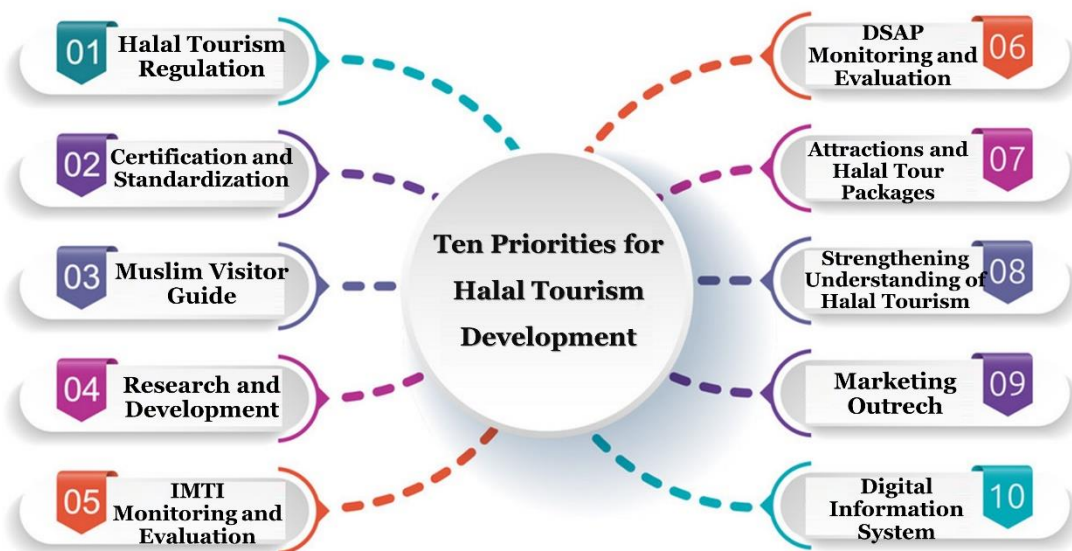 01
Halal Tourism
Regulation
02
Certification and
Standardization
03
Muslim Visitor
Guide
04
Research and
Development
05
IMTI
Monitoring and
Evaluation
Ten Priorities for
Halal Tourism
Development
DSAP
Monitoring and
Evaluation
06
Attractions and
Halal Tour
Packages
07
Strengthening
Understanding of
Halal Tourism
08
Marketing
Outrech
09
Digital
Information
System
10